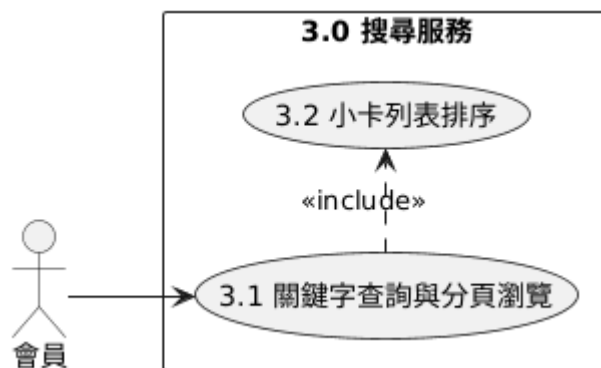 3.0 搜尋服務
3.2 小卡列表排序
«include»
3.1 關鍵字查詢與分頁瀏覽
會員